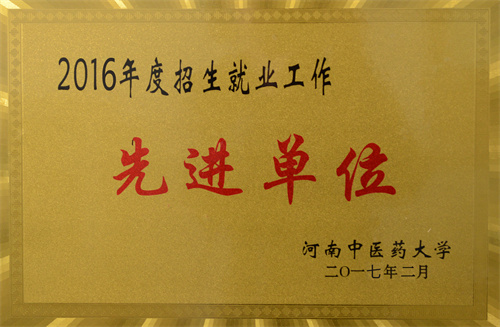 2016年度招生就业工作
先进单位
河南中医药大学
二〇一七年二月